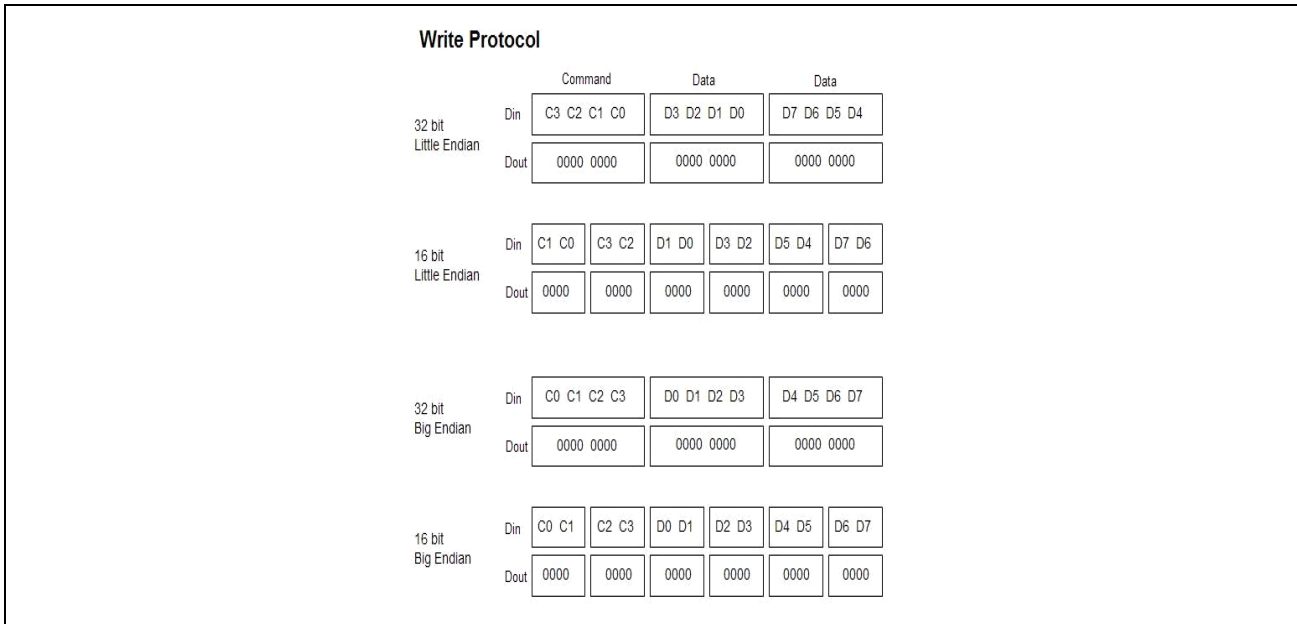 Write Protocol
Command Data Data
32 bit
Little Endian
Din C3 C2 C1 C0 D3 D2 D1 D0 D7 D6 D5 D4
Dout 0000 0000 0000 0000 0000 0000
16 bit
Little Endian
Din C1 C0 C3 C2 D1 D0 D3 D2 D5 D4 D7 D6
Dout 0000 0000 0000 0000 0000 0000
32 bit
Big Endian
Din C0 C1 C2 C3 D0 D1 D2 D3 D4 D5 D6 D7
Dout 0000 0000 0000 0000 0000 0000
16 bit
Big Endian
Din C0 C1 C2 C3 D0 D1 D2 D3 D4 D5 D6 D7
Dout 0000 0000 0000 0000 0000 0000